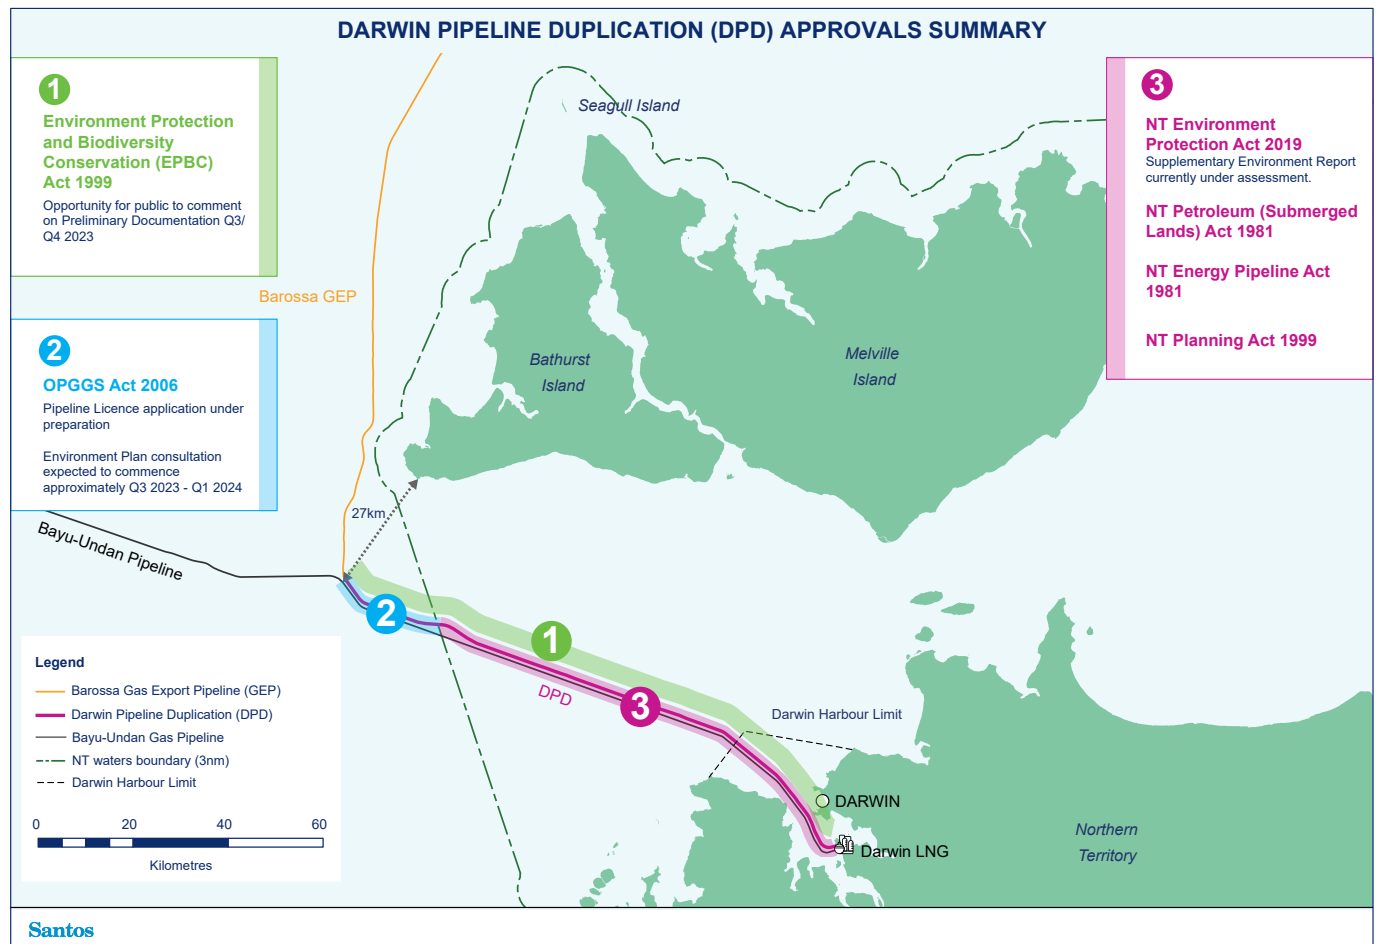 DARWIN PIPELINE DUPLICATION (DPD) APPROVALS SUMMARY
1
Environment Protection
and Biodiversity
Conservation (EPBC)
Act 1999
Opportunity for public to comment
on Preliminary Documentation Q3/
Q4 2023
2
OPGGS Act 2006
Pipeline Licence application under
preparation
Environment Plan consultation
expected to commence
approximately Q3 2023 - Q1 2024
3
NT Environment
Protection Act 2019
Supplementary Environment Report
currently under assessment.
NT Petroleum (Submerged
Lands) Act 1981
NT Energy Pipeline Act
1981
NT Planning Act 1999
Seagull Island
Barossa GEP
Bathurst
Island
Melville
Island
27km
Bayu-Undan Pipeline
2
1
3
DPD
Darwin Harbour Limit
DARWIN
Darwin LNG
Northern
Territory
Legend
Barossa Gas Export Pipeline (GEP)
Darwin Pipeline Duplication (DPD)
Bayu-Undan Gas Pipeline
NT waters boundary (3nm)
Darwin Harbour Limit
0 20 40 60
Kilometres
Santos